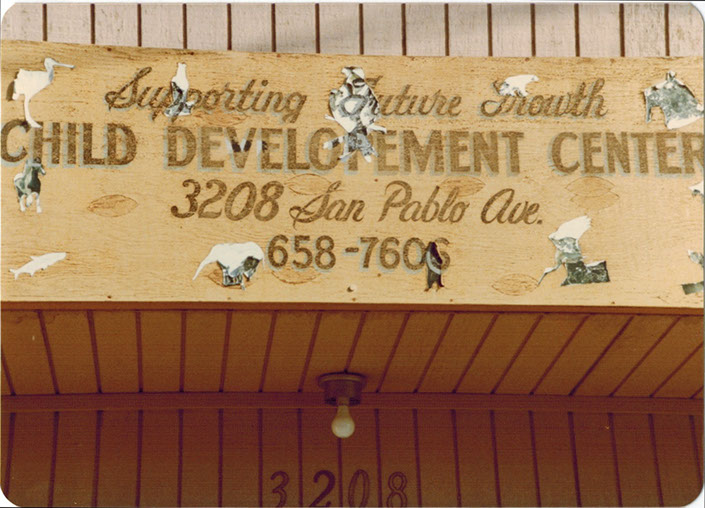 Supporting Future Growth
CHILD DEVELOPEMENT CENTER
3208 San Pablo Ave.
658-7606
3208